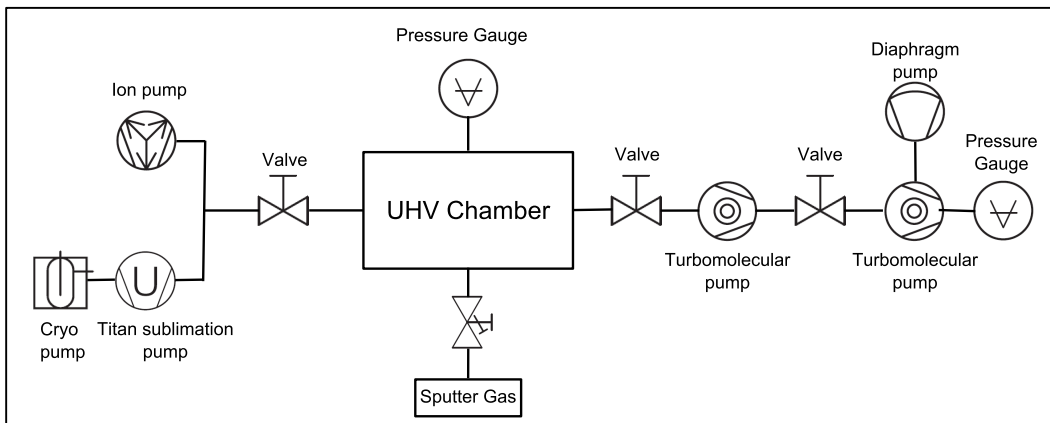 Pressure Gauge
Diaphragm
pump
Ion pump
Pressure
Gauge
Valve
Valve
Valve
UHV Chamber
Turbomolecular
pump
Turbomolecular
pump
U
Cryo
pump
Titan sublimation
pump
Sputter Gas